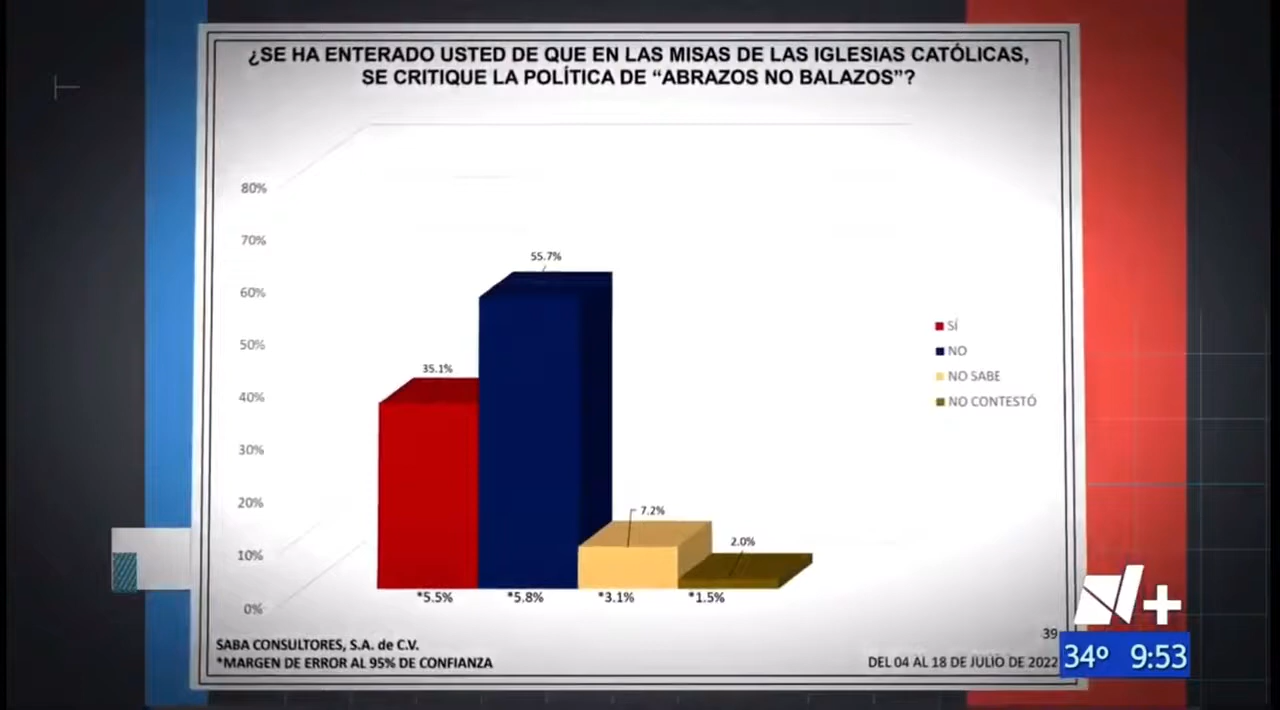 ¿SE HA ENTERADO USTED DE QUE EN LAS MISAS DE LAS IGLESIAS CATÓLICAS,
SE CRITIQUE LA POLÍTICA DE “ABRAZOS NO BALAZOS”?
80%
70%
60%
50%
40%
30%
20%
10%
0%
55.7%
35.1%
7.2%
2.0%
*5.5%
*5.8%
*3.1%
*1.5%
SÍ
NO
NO SABE
NO CONTESTÓ
SABA CONSULTORES, S.A. de C.V.
*MARGEN DE ERROR AL 95% DE CONFIANZA
39
DEL 04 AL 18 DE JULIO DE 2022
N+
34º 9:53